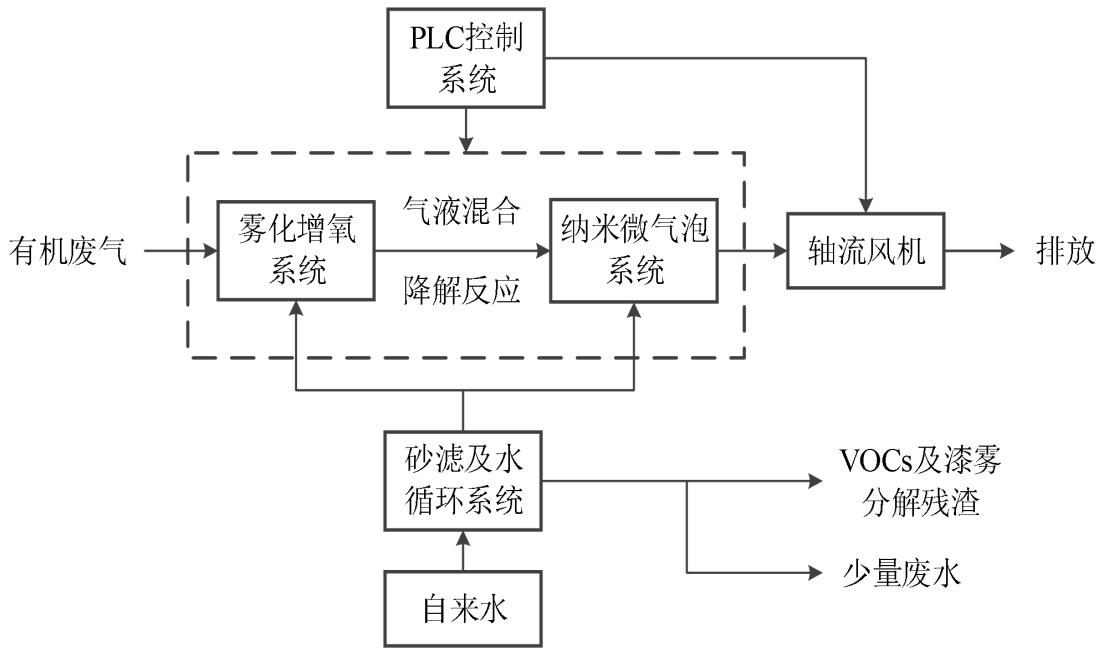 PLC控制
系统
气液混合
雾化增氧
系统
纳米微气泡
系统
有机废气
轴流风机
排放
降解反应
砂滤及水
循环系统
VOCs及漆雾
分解残渣
少量废水
自来水